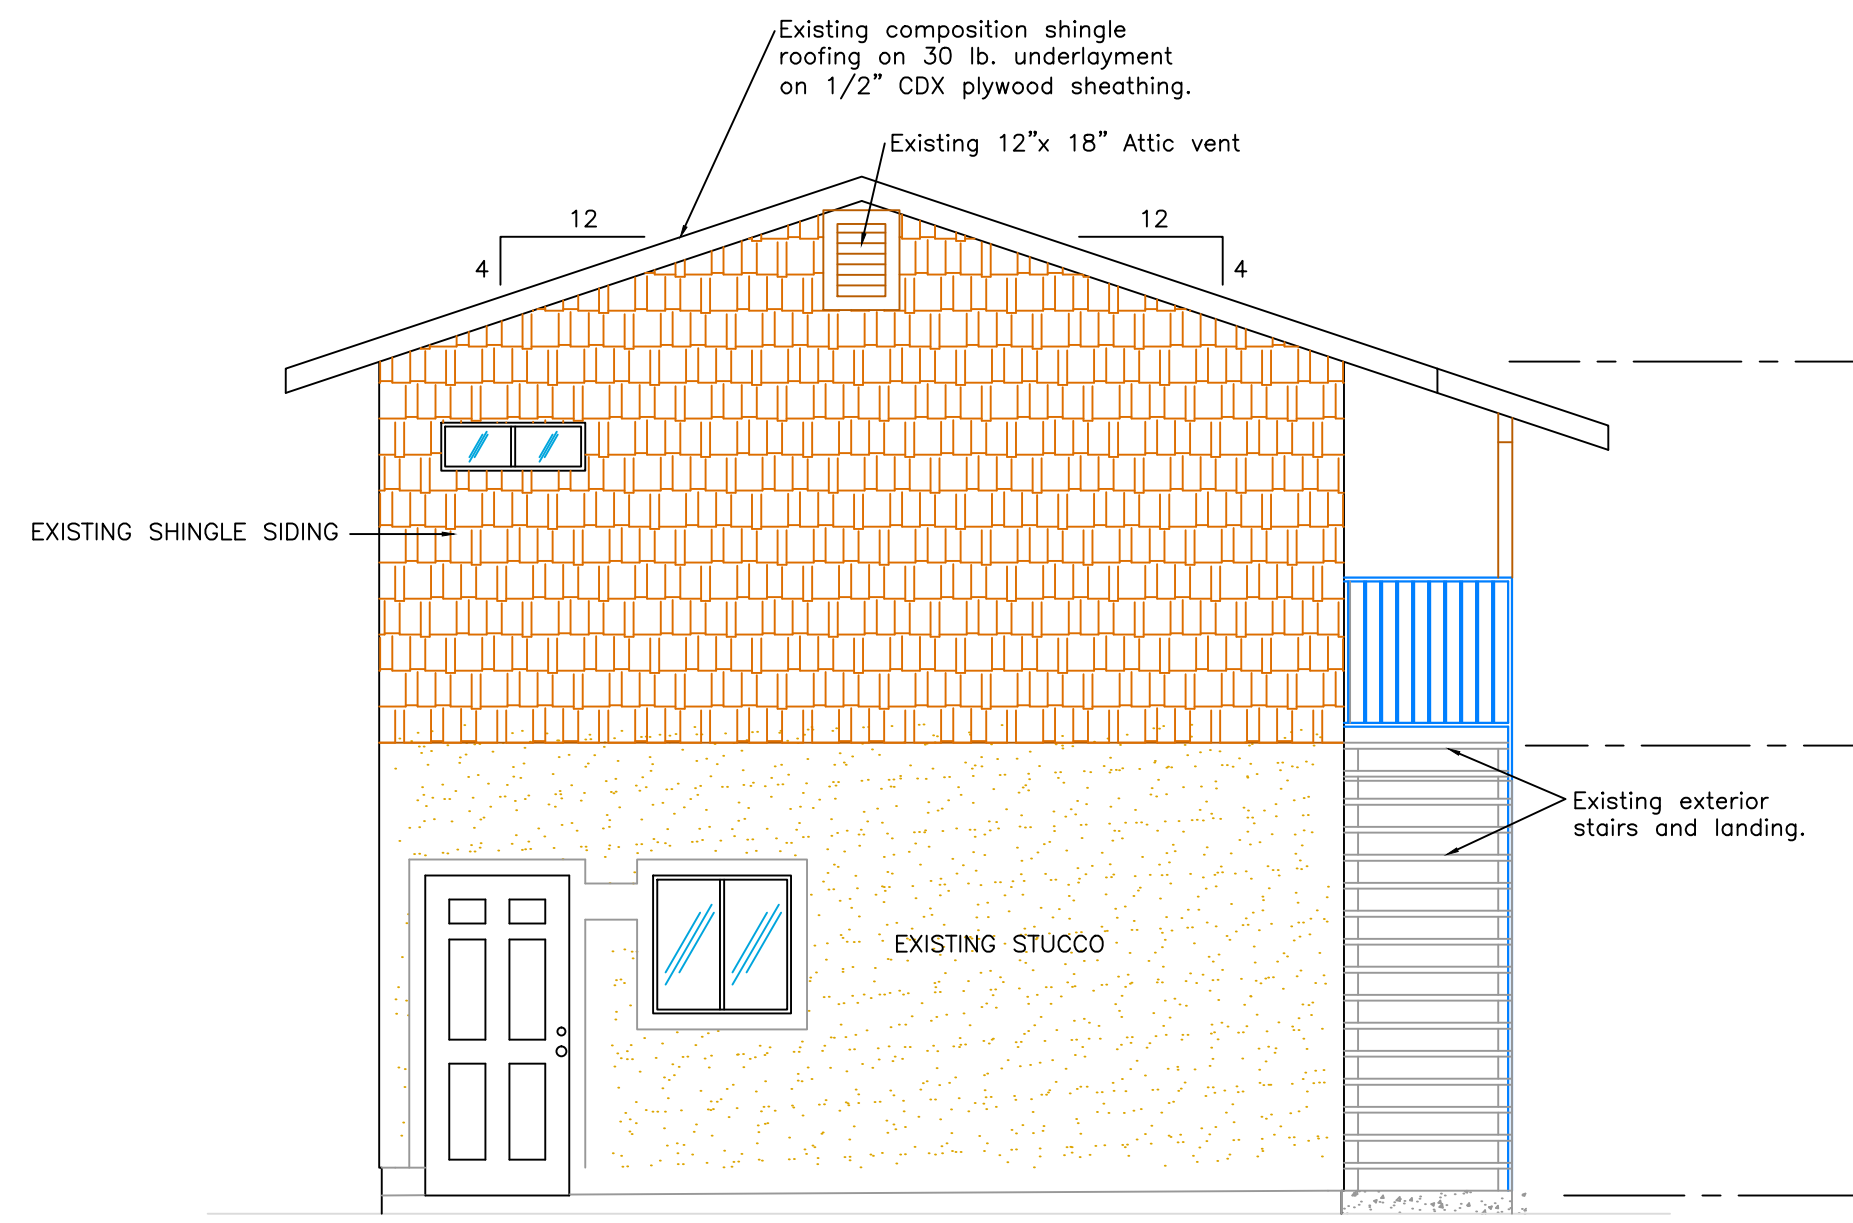 Existing composition shingle
roofing on 30 lb. underlayment
on 1/2" CDX plywood sheathing.
Existing 12"x 18" Attic vent
12
12
4
4
EXISTING SHINGLE SIDING
Existing exterior
stairs and landing.
EXISTING STUCCO